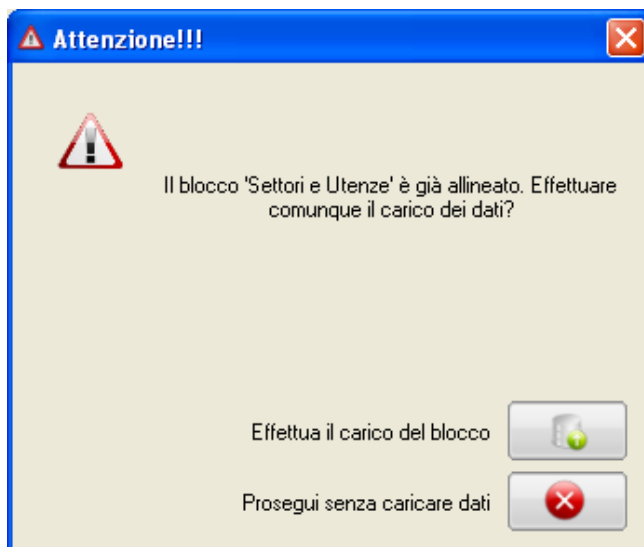 Attenzione!!!
Il blocco 'Settori e Utenze' è già allineato. Effettuare
comunque il carico dei dati?
Effettua il carico del blocco
Prosegui senza caricare dati